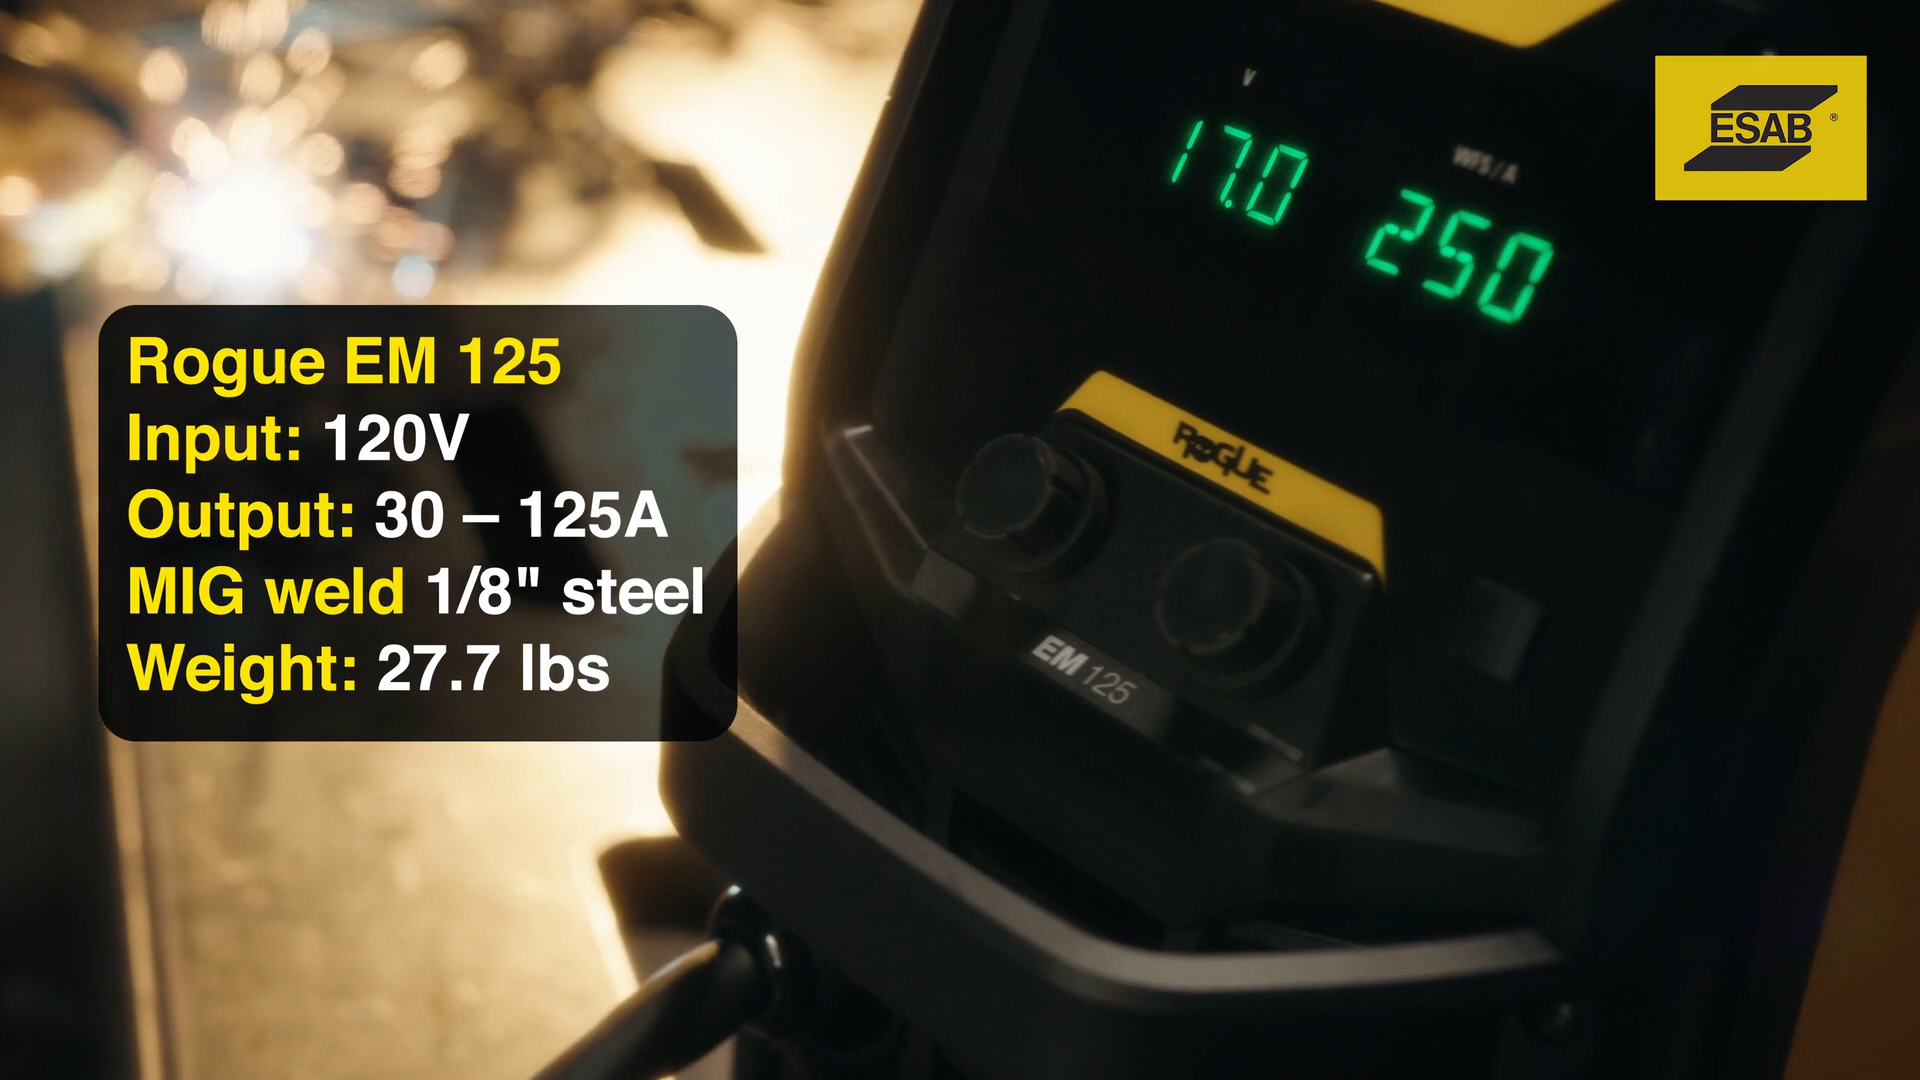 V
17.0
WFS/A
250
ESAB®
Rogue EM 125
Input: 120V
Output: 30 – 125A
MIG weld 1/8" steel
Weight: 27.7 lbs
ROGUE
EM 125